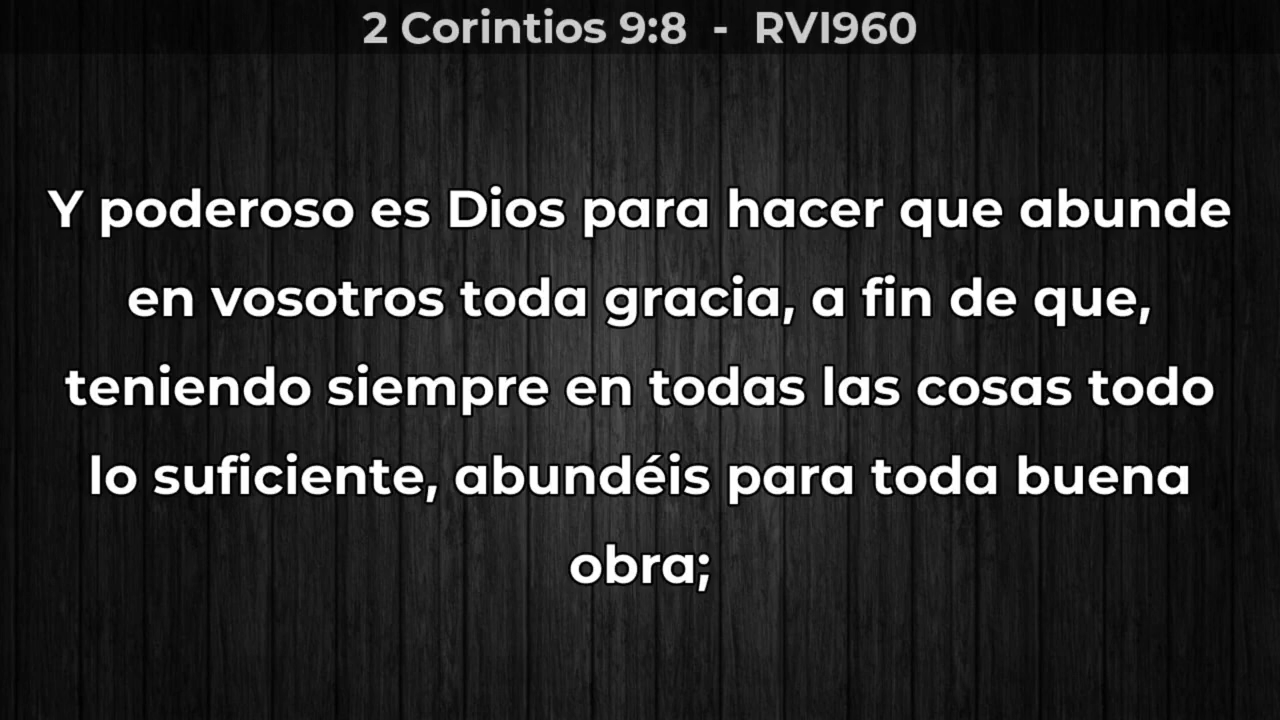 2 Corintios 9:8 - RV1960
Y poderoso es Dios para hacer que abunde
en vosotros toda gracia, a fin de que,
teniendo siempre en todas las cosas todo
lo suficiente, abundéis para toda buena
obra;